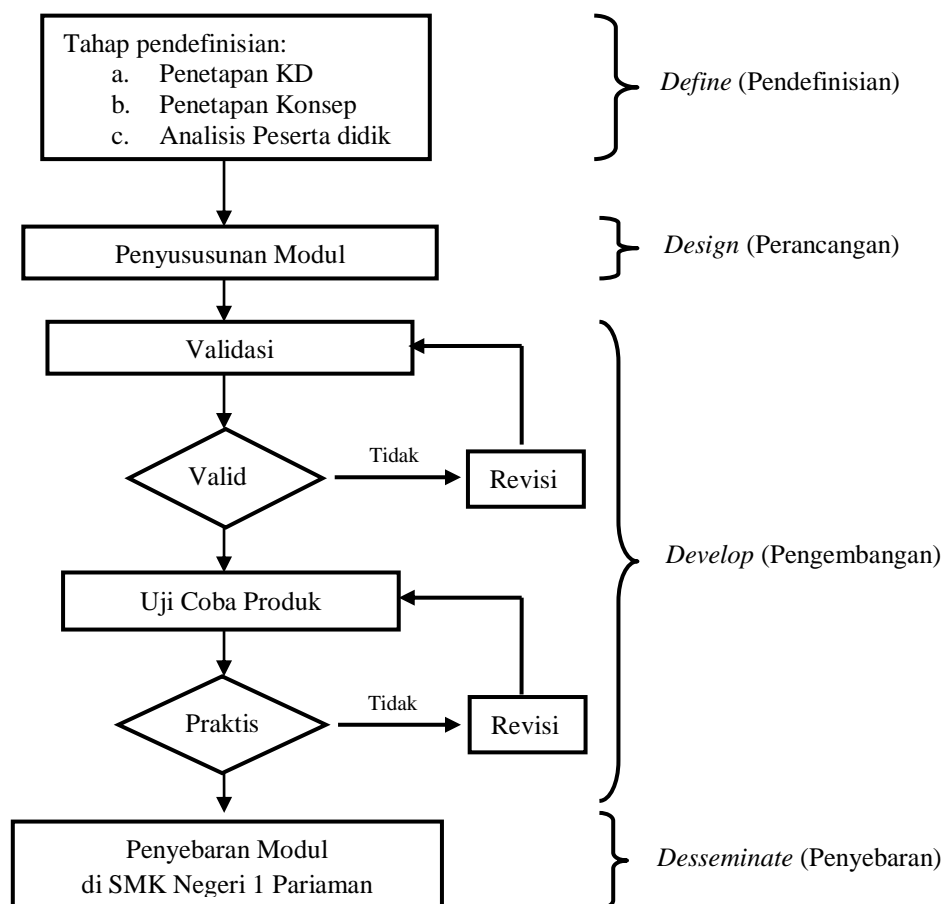 Tahap pendefinisian:
a. Penetapan KD
b. Penetapan Konsep
c. Analisis Peserta didik
Define (Pendefinisian)
Penyususunan Modul
Design (Perancangan)
Validasi
Valid
Tidak
Revisi
Develop (Pengembangan)
Uji Coba Produk
Praktis
Tidak
Revisi
Penyebaran Modul
di SMK Negeri 1 Pariaman
Desseminate (Penyebaran)